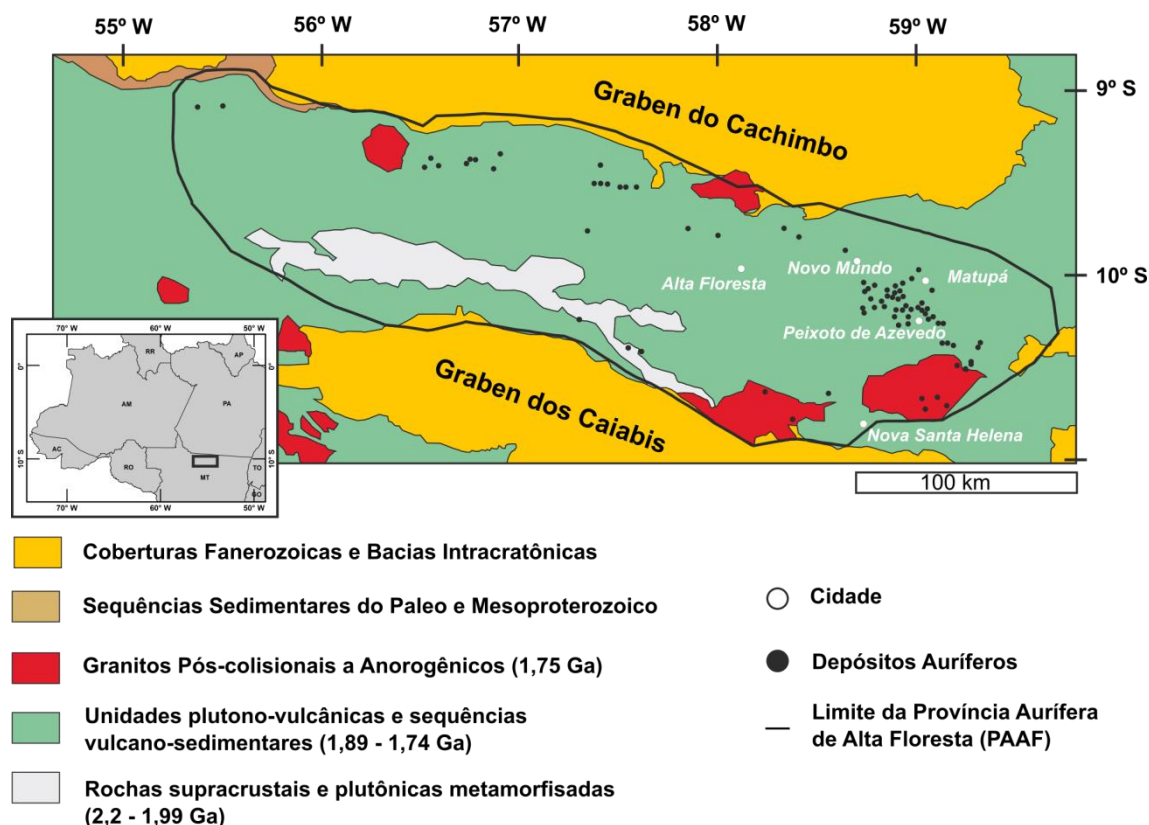 55º W
56º W
57º W
58º W
59º W
9º S
Graben do Cachimbo
10º S
Alta Floresta
Novo Mundo
Matupá
Peixoto de Azevedo
Graben dos Caiabis
Nova Santa Helena
100 km
70º W
60º W
50º W
RR
AP
0º
0º
AM
PA
AC
RO
MT
TO
GO
10º S
10º S
70º W
60º W
50º W
Coberturas Fanerozoicas e Bacias Intracratônicas
Sequências Sedimentares do Paleo e Mesoproterozoico
Granitos Pós-colisionais a Anorogênicos (1,75 Ga)
Unidades plutono-vulcânicas e sequências
vulcano-sedimentares (1,89 - 1,74 Ga)
Rochas supracrustais e plutônicas metamorfisadas
(2,2 - 1,99 Ga)
Cidade
Depósitos Auríferos
Limite da Província Aurífera
de Alta Floresta (PAAF)